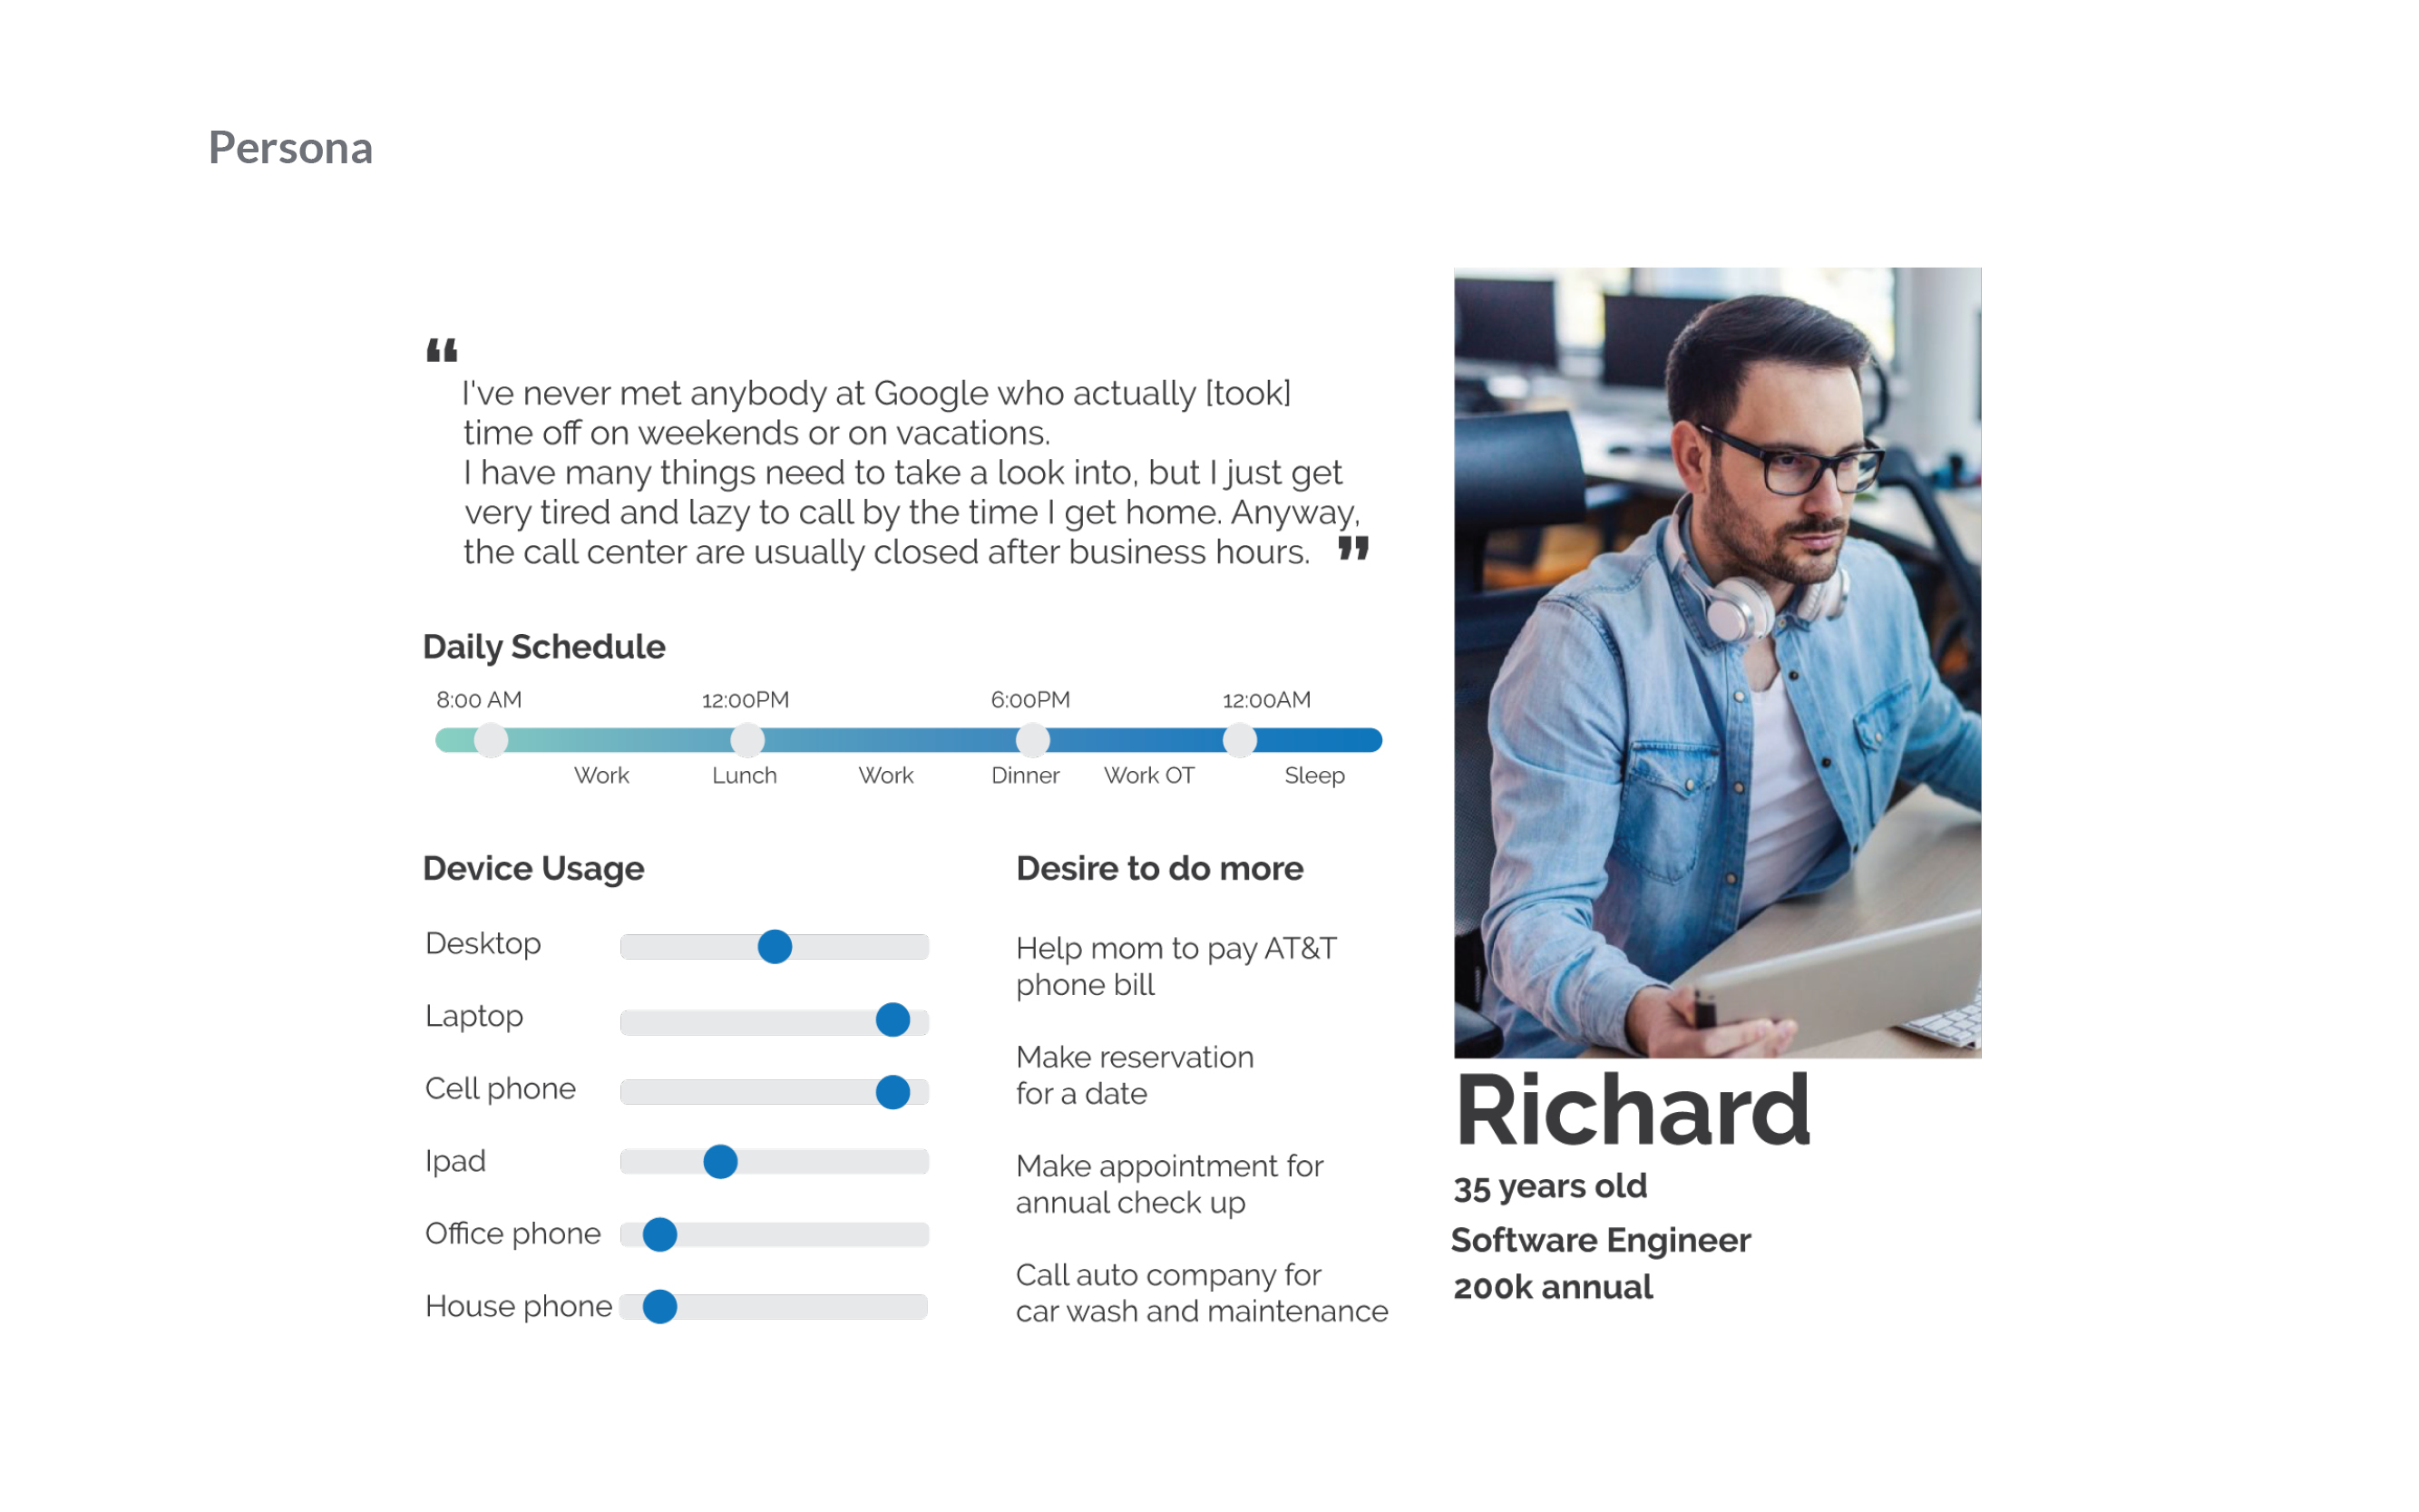 Persona
“
I've never met anybody at Google who actually [took]
time off on weekends or on vacations.
I have many things need to take a look into, but I just get
very tired and lazy to call by the time I get home. Anyway,
the call center are usually closed after business hours. ”
Daily Schedule
8:00 AM 12:00PM 6:00PM 12:00AM
Work Lunch Work Dinner Work OT Sleep
Device Usage
Desktop
Laptop
Cell phone
Ipad
Office phone
House phone
Desire to do more
Help mom to pay AT&T
phone bill
Make reservation
for a date
Make appointment for
annual check up
Call auto company for
car wash and maintenance
Richard
35 years old
Software Engineer
200k annual